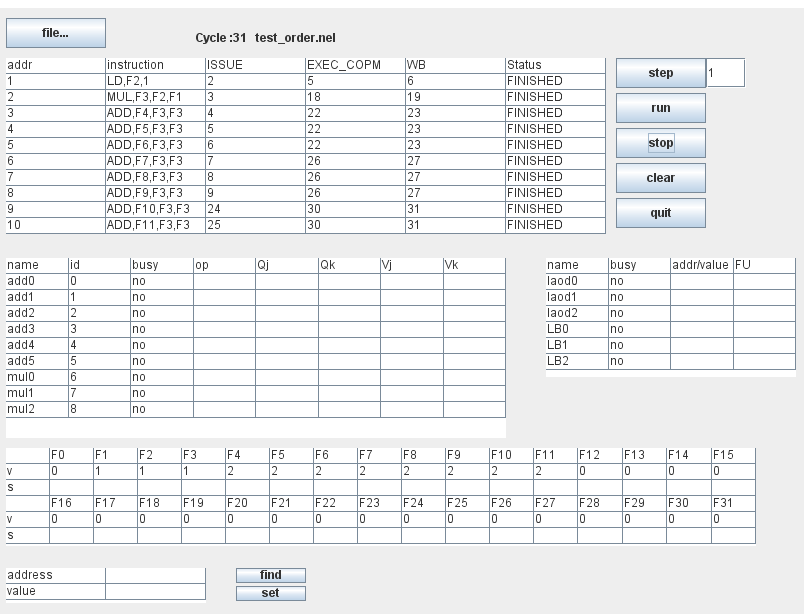 file...
Cycle :31 test_order.nel
addr instruction ISSUE EXEC_COPM WB Status
1 LD,F2,1 2 5 6 FINISHED
2 MUL,F3,F2,F1 3 18 19 FINISHED
3 ADD,F4,F3,F3 4 22 23 FINISHED
4 ADD,F5,F3,F3 5 22 23 FINISHED
5 ADD,F6,F3,F3 6 22 23 FINISHED
6 ADD,F7,F3,F3 7 26 27 FINISHED
7 ADD,F8,F3,F3 8 26 27 FINISHED
8 ADD,F9,F3,F3 9 26 27 FINISHED
9 ADD,F10,F3,F3 24 30 31 FINISHED
10 ADD,F11,F3,F3 25 30 31 FINISHED
step 1
run
stop
clear
quit
name id busy op Qj Qk Vj Vk
add0 0 no
add1 1 no
add2 2 no
add3 3 no
add4 4 no
add5 5 no
mul0 6 no
mul1 7 no
mul2 8 no
name busy addr/value FU
laod0 no
laod1 no
laod2 no
LB0 no
LB1 no
LB2 no
F0 F1 F2 F3 F4 F5 F6 F7 F8 F9 F10 F11 F12 F13 F14 F15
v 0 1 1 1 2 2 2 2 2 2 2 2 0 0 0 0
s
F16 F17 F18 F19 F20 F21 F22 F23 F24 F25 F26 F27 F28 F29 F30 F31
v 0 0 0 0 0 0 0 0 0 0 0 0 0 0 0 0
s
address
value
find
set